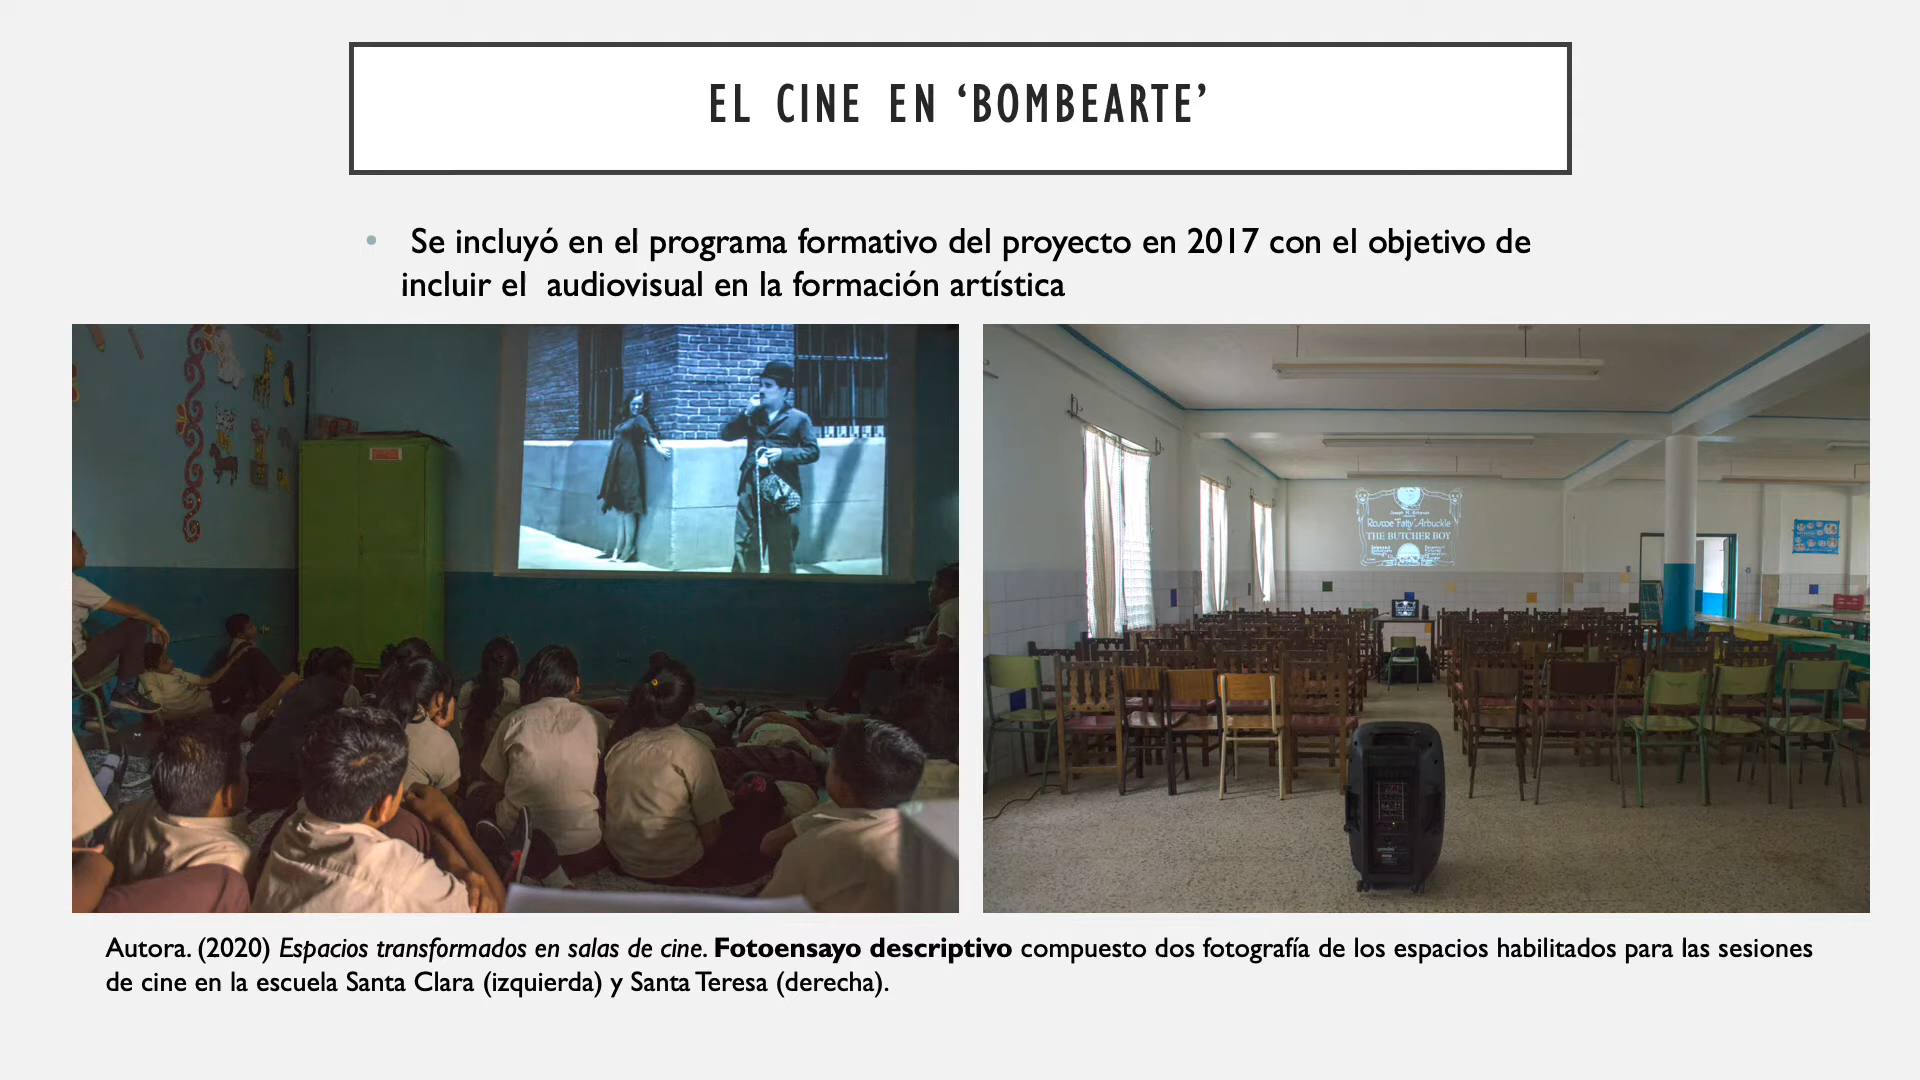 EL CINE EN ‘BOMBEARTE’
• Se incluyó en el programa formativo del proyecto en 2017 con el objetivo de
incluir el audiovisual en la formación artística
Joseph M. Schenck
Roscoe "Fatty" Arbuckle
THE BUTCHER BOY
Autora. (2020) Espacios transformados en salas de cine. Fotoensayo descriptivo compuesto dos fotografía de los espacios habilitados para las sesiones
de cine en la escuela Santa Clara (izquierda) y Santa Teresa (derecha).